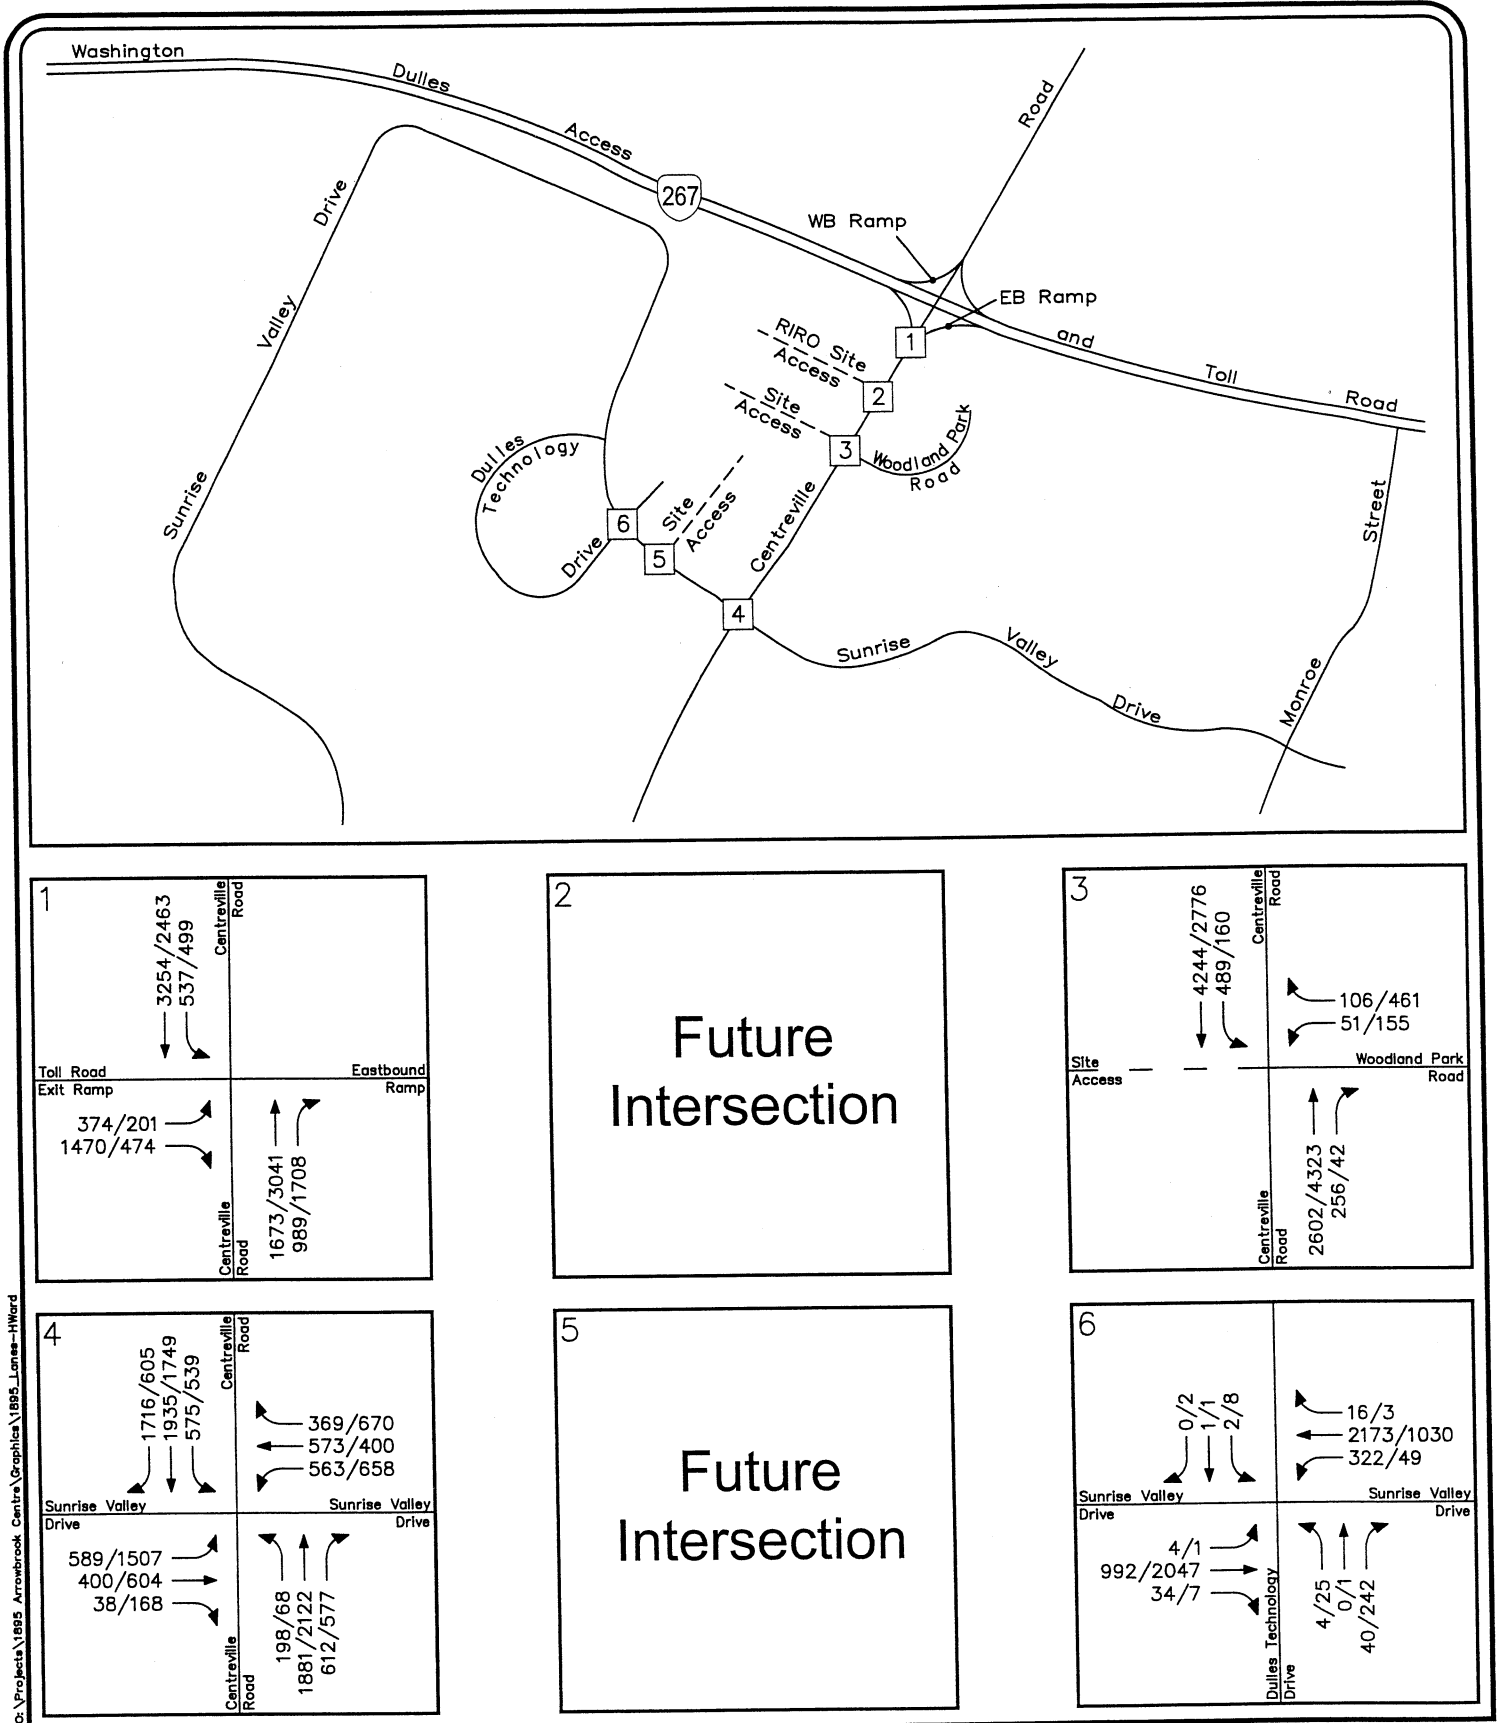 Washington
Dulles
Access
267
Road
WB Ramp
EB Ramp
Drive
Valley
Sunrise
RIRO Site
Access
Site
Access
1
2
3
and
Toll
Road
Woodland Park
Road
Dulles
Technology
Drive
Site
Access
Centreville
6
5
4
Street
Monroe
Sunrise
Valley
Drive
1
Centreville
Road
3254/2463
537/499
Toll Road
Exit Ramp
Eastbound
Ramp
374/201
1470/474
1673/3041
989/1708
Centreville
Road
2
Future
Intersection
3
Centreville
Road
4244/2776
489/160
106/461
51/155
Site
Access
Woodland Park
Road
2602/4323
256/42
Centreville
Road
4
Centreville
Road
1716/605
1935/1749
575/539
369/670
573/400
563/658
Sunrise Valley
Drive
Sunrise Valley
Drive
589/1507
400/604
38/168
198/68
1881/2122
612/577
Centreville
Road
5
Future
Intersection
6
0/2
1/1
2/8
16/3
2173/1030
322/49
Sunrise Valley
Drive
Sunrise Valley
Drive
4/1
992/2047
34/7
4/25
0/1
40/242
Dulles Technology
Drive
O:\Projects\1895 Arrowbrook Centre\Graphics\1895_Lanes-HWard